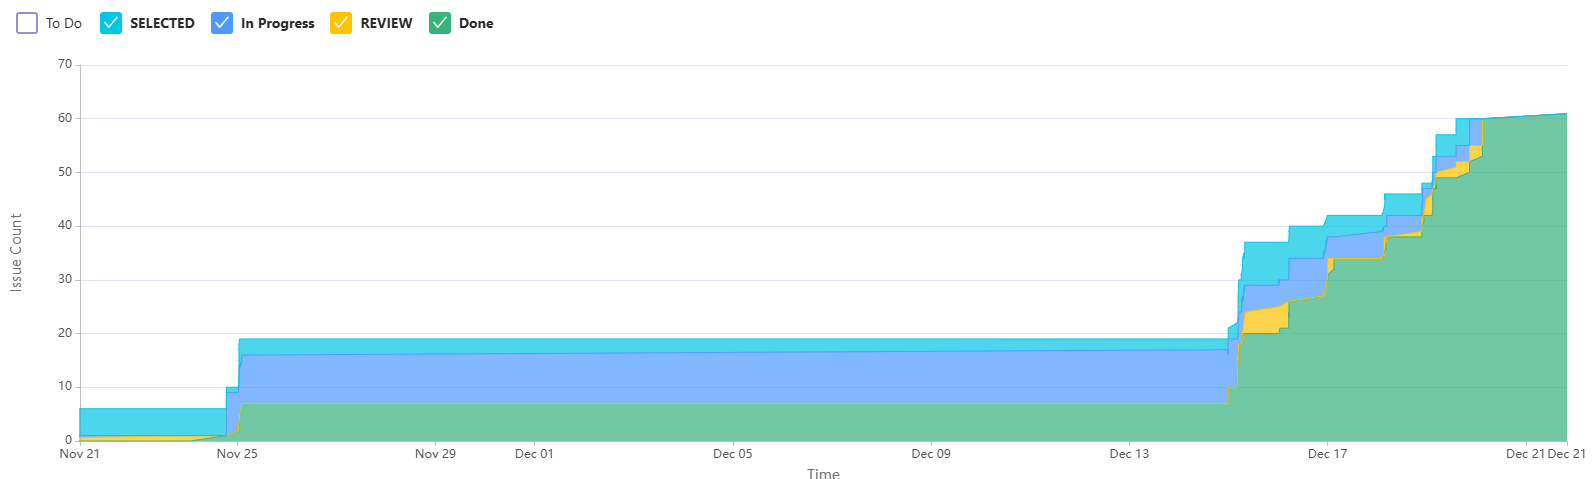 To Do SELECTED In Progress REVIEW Done
70
60
50
40
30
20
10
0
Issue Count
Nov 21 Nov 25 Nov 29 Dec 01 Dec 05 Dec 09 Dec 13 Dec 17 Dec 21 Dec 21
Time